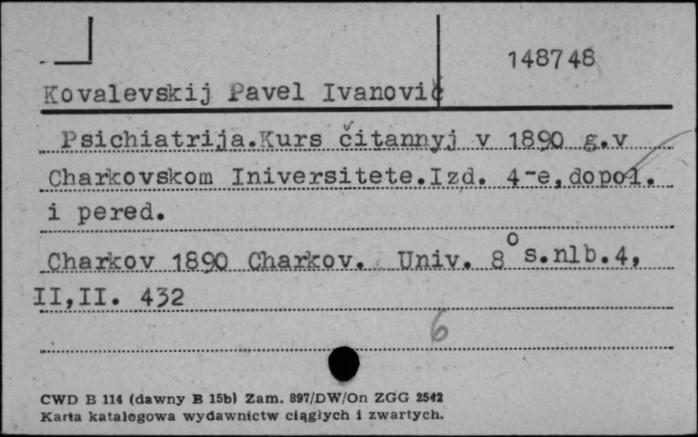 148748
Kovalevskij Pavel Ivanovič
Psichiatrija.Kurs čitannyj v 1890 g.v
Charkovskom Iniversitete.Izd. 4-e,dopol.
i pered.
Charkov 1890 Charkov. Univ. 8° s.nlb.4,
II,II. 432
6
CWD B 114 (dawny B 15b) Zam. 897/DW/On ZGG 2542
Karta katalogowa wydawnictw ciągłych i zwartych.